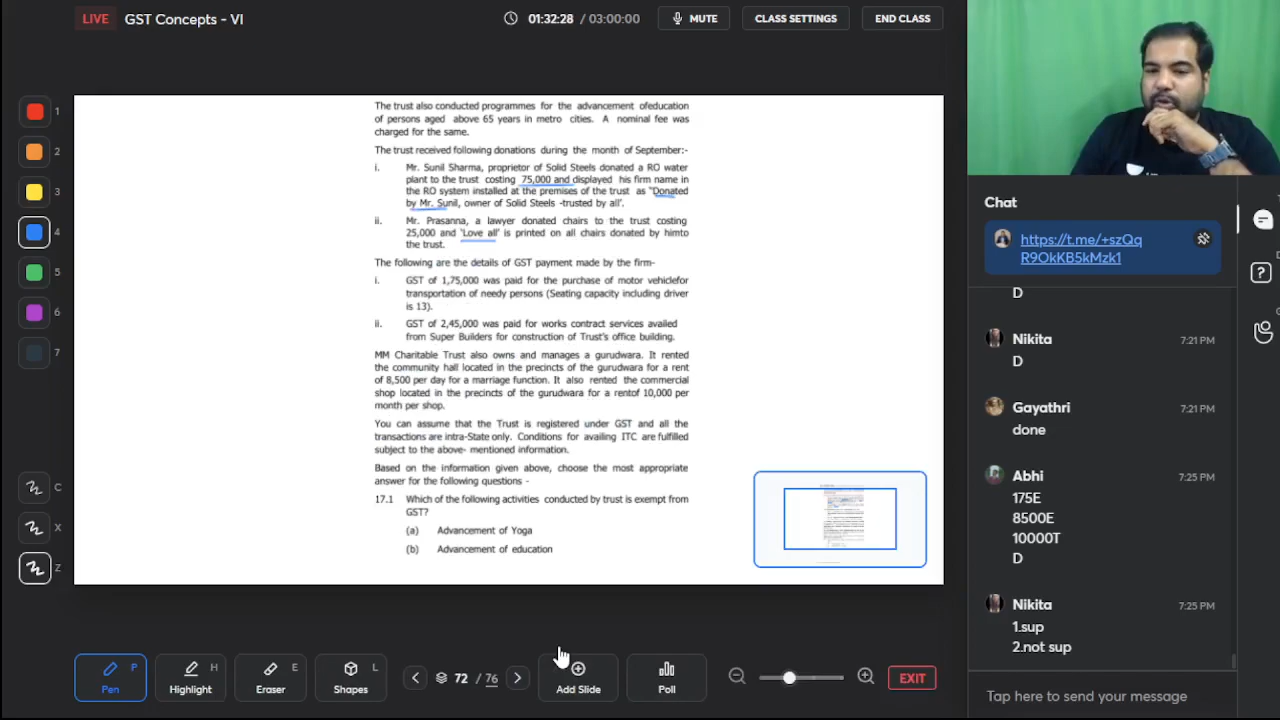 LIVE GST Concepts - VI 01:32:28 / 03:00:00 MUTE CLASS SETTINGS END CLASS
1
2
3
4
5
6
7
C
X
Z
The trust also conducted programmes for the advancement ofeducation
of persons aged above 65 years in metro cities. A nominal fee was
charged for the same.
The trust received following donations during the month of September:-
i. Mr. Sunil Sharma, proprietor of Solid Steels donated a RO water
plant to the trust costing 75,000 and displayed his firm name in
the RO system installed at the premises of the trust as “Donated
by Mr. Sunil, owner of Solid Steels -trusted by all’.
ii. Mr. Prasanna, a lawyer donated chairs to the trust costing
25,000 and ‘Love all’ is printed on all chairs donated by himto
the trust.
The following are the details of GST payment made by the firm-
i. GST of 1,75,000 was paid for the purchase of motor vehiclefor
transportation of needy persons (Seating capacity including driver
is 13).
ii. GST of 2,45,000 was paid for works contract services availed
from Super Builders for construction of Trust's office building.
MM Charitable Trust also owns and manages a gurudwara. It rented
the community hall located in the precincts of the gurudwara for a rent
of 8,500 per day for a marriage function. It also rented the commercial
shop located in the precincts of the gurudwara for a rentof 10,000 per
month per shop.
You can assume that the Trust is registered under GST and all the
transactions are intra-State only. Conditions for availing ITC are fulfilled
subject to the above- mentioned information.
Based on the information given above, choose the most appropriate
answer for the following questions -
17.1 Which of the following activities conducted by trust is exempt from
GST?
(a) Advancement of Yoga
(b) Advancement of education
P
Pen
H
Highlight
E
Eraser
L
Shapes
72 / 76
Add Slide
Poll
EXIT
Chat
https://t.me/+szQq
R9OkKB5kMzk1
D
Nikita 7:21 PM
D
Gayathri 7:21 PM
done
Abhi 7:25 PM
175E
8500E
10000T
D
Nikita 7:25 PM
1.sup
2.not sup
Tap here to send your message